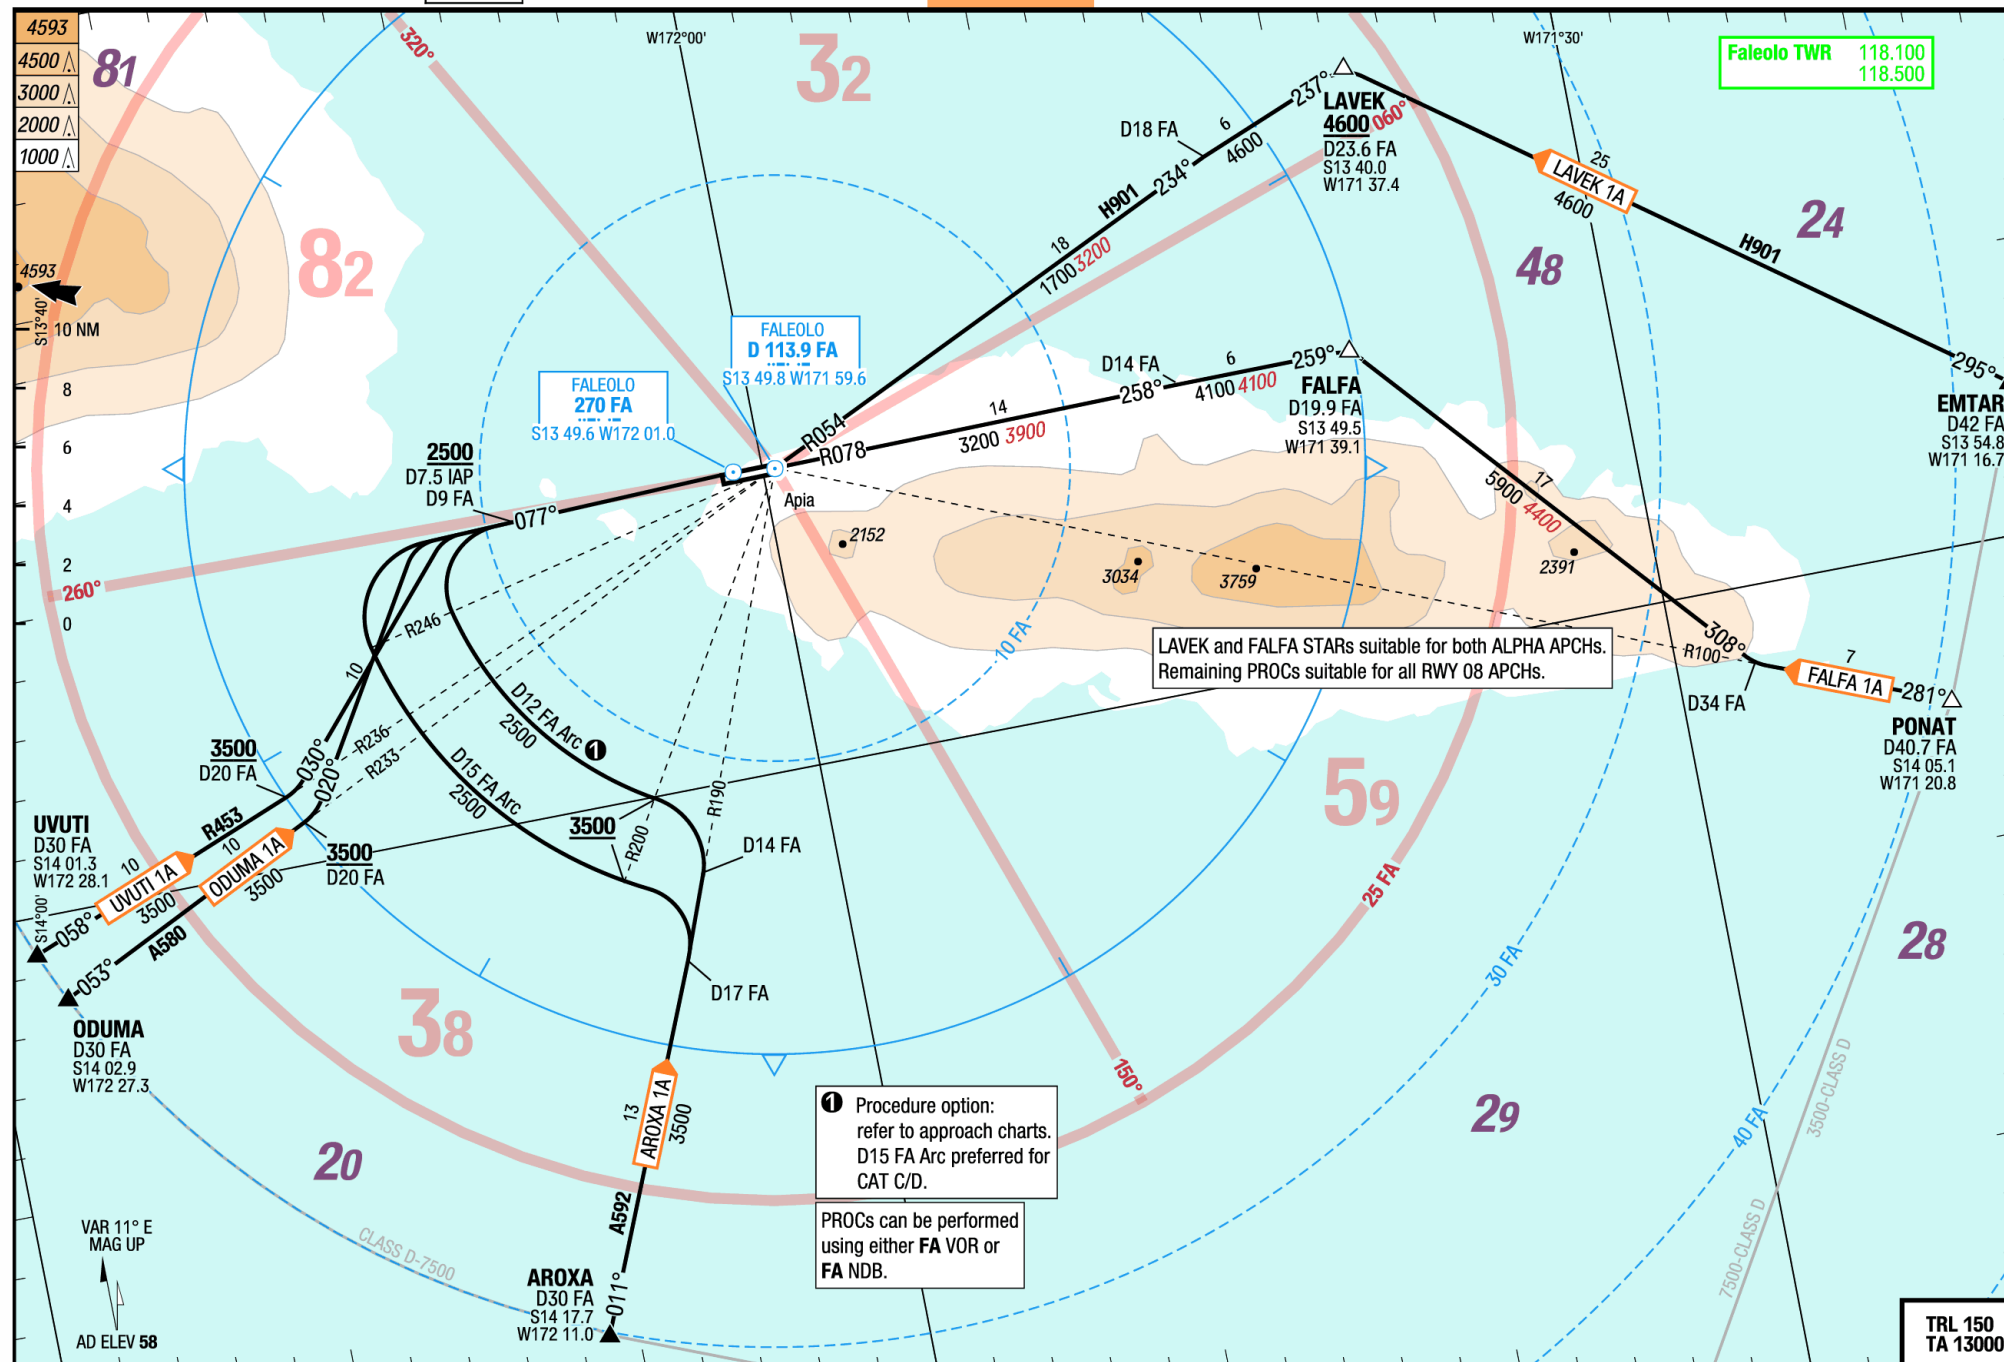 4593
4500
3000
2000
1000
81
320°
W172°00'
32
W171°30'
Faleolo TWR 118.100
118.500
237°
LAVEK
4600
060°
D23.6 FA
S13 40.0
W171 37.4
D18 FA
6
4600
234°
H901
18
1700 3200
25
LAVEK 1A
4600
24
H901
48
82
4593
S13°40'
10 NM
8
6
4
2
0
295°
EMTAR
D42 FA
S13 54.8
W171 16.7
FALEOLO
D 113.9 FA
S13 49.8 W171 59.6
FALEOLO
270 FA
S13 49.6 W172 01.0
D14 FA
6
259°
4100 4100
258°
FALFA
D19.9 FA
S13 49.5
W171 39.1
R054
R078
14
3200 3900
2500
D7.5 IAP
D9 FA
077°
Apia
2152
3034
3759
2391
17
5900 4400
260°
R246
10
10 FA
LAVEK and FALFA STARs suitable for both ALPHA APCHs.
Remaining PROCs suitable for all RWY 08 APCHs.
308°
R100
D34 FA
7
FALFA 1A
281°
PONAT
D40.7 FA
S14 05.1
W171 20.8
D12 FA Arc 1
2500
D15 FA Arc
2500
R236
R233
R190
R200
3500
D20 FA
030°
020°
UVUTI
D30 FA
S14 01.3
W172 28.1
R453
10
UVUTI 1A
3500
10
ODUMA 1A
3500
3500
D20 FA
3500
D14 FA
59
25 FA
S14°00'
058°
053°
A580
ODUMA
D30 FA
S14 02.9
W172 27.3
38
D17 FA
30 FA
28
13
AROXA 1A
3500
150°
1 Procedure option:
refer to approach charts.
D15 FA Arc preferred for
CAT C/D.
PROCs can be performed
using either FA VOR or
FA NDB.
29
40 FA
3500-CLASS D
7500-CLASS D
20
VAR 11° E
MAG UP
AD ELEV 58
CLASS D-7500
A592
011°
AROXA
D30 FA
S14 17.7
W172 11.0
TRL 150
TA 13000